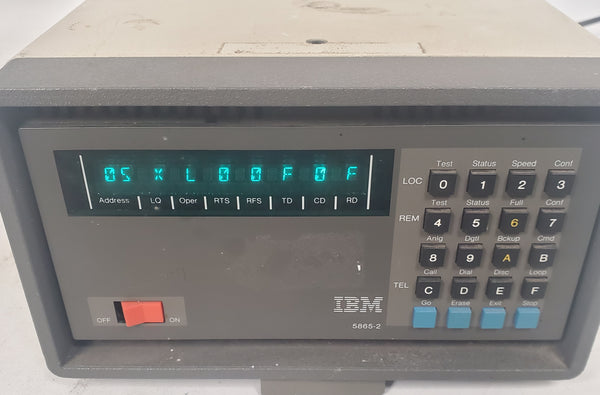 05 X L 0 0 F 0 F
Address LQ Oper RTS RFS TD CD RD
Test Status Speed Conf
LOC 0 1 2 3
Test Status Full Conf
REM 4 5 6 7
Anlg Dgtl Bckup Cmd
8 9 A B
Call Dial Disc Loop
TEL C D E F
Go Erase Exit Stop
OFF ON
IBM
5865-2